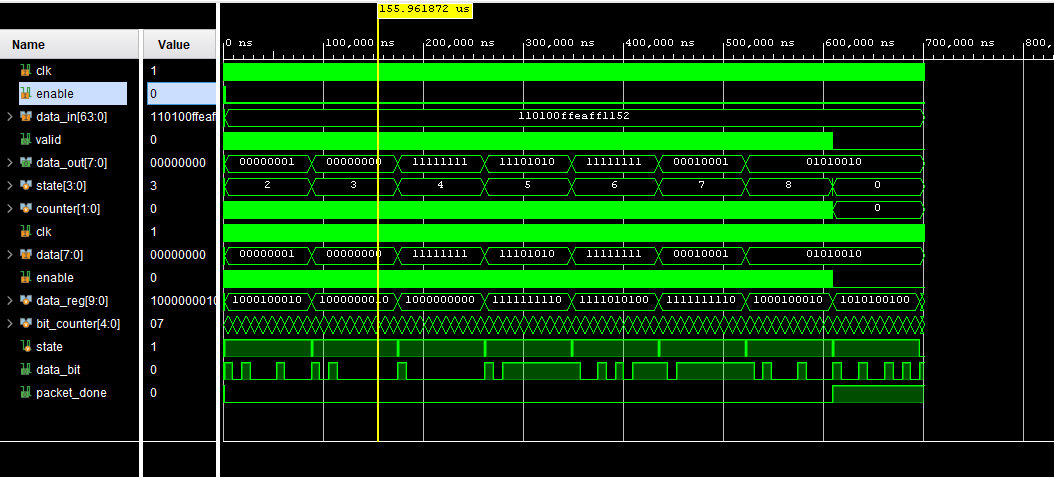 155.961872 us
Name Value 0 ns 100,000 ns 200,000 ns 300,000 ns 400,000 ns 500,000 ns 600,000 ns 700,000 ns 800,
clk 1
enable 0
data_in[63:0] 110100ffeaf 110100ffeaff1152
valid 0
data_out[7:0] 00000000 00000001 00000000 11111111 11101010 11111111 00010001 01010010
state[3:0] 3 2 3 4 5 6 7 8 0
counter[1:0] 0 0
clk 1
data[7:0] 00000000 00000001 00000000 11111111 11101010 11111111 00010001 01010010
enable 0
data_reg[9:0] 1000000010 1000100010 1000000010 1000000000 1111111110 1111010100 1111111110 1000100010 1010100100
bit_counter[4:0] 07
state 1
data_bit 0
packet_done 0